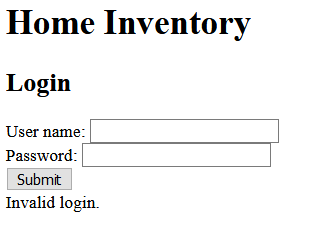 Home Inventory
Login
User name:
Password:
Submit
Invalid login.